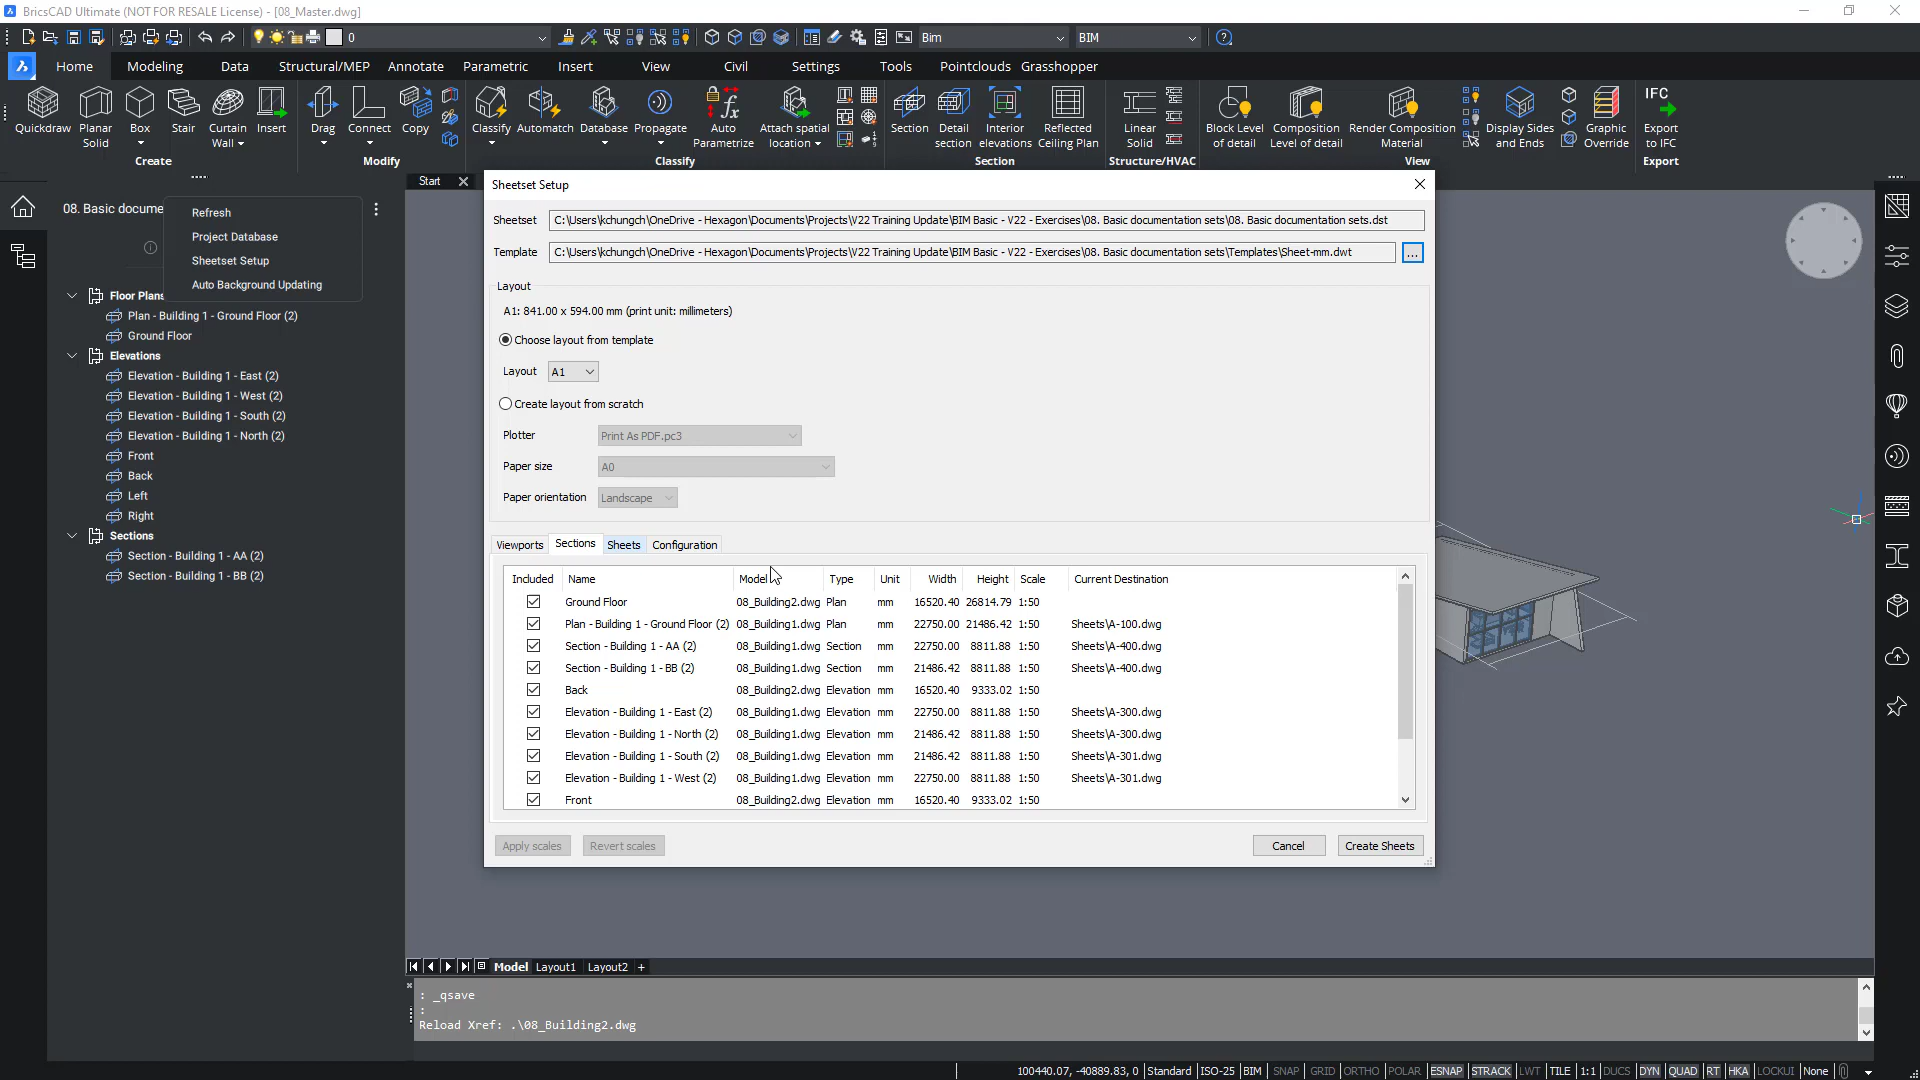 BricsCAD Ultimate (NOT FOR RESALE License) - [08_Master.dwg]
0
Bim
BIM
Home Modeling Data Structural/MEP Annotate Parametric Insert View Civil Settings Tools Pointclouds Grasshopper
Quickdraw Planar Solid Box Stair Curtain Wall Insert Drag Connect Copy Classify Automatch Database Propagate Auto Parametrize Attach spatial location Section Detail section Interior elevations Reflected Ceiling Plan Linear Solid Block Level of detail Composition Level of detail Render Composition Material Display Sides and Ends Graphic Override IFC Export to IFC
Create Modify Classify Section Structure/HVAC View Export
Start
08. Basic docume
Refresh
Project Database
Sheetset Setup
Auto Background Updating
Floor Plans
Plan - Building 1 - Ground Floor (2)
Ground Floor
Elevations
Elevation - Building 1 - East (2)
Elevation - Building 1 - West (2)
Elevation - Building 1 - South (2)
Elevation - Building 1 - North (2)
Front
Back
Left
Right
Sections
Section - Building 1 - AA (2)
Section - Building 1 - BB (2)
Sheetset Setup
Sheetset C:\Users\kchungch\OneDrive - Hexagon\Documents\Projects\V22 Training Update\BIM Basic - V22 - Exercises\08. Basic documentation sets\08. Basic documentation sets.dst
Template C:\Users\kchungch\OneDrive - Hexagon\Documents\Projects\V22 Training Update\BIM Basic - V22 - Exercises\08. Basic documentation sets\Templates\Sheet-mm.dwt ...
Layout
A1: 841.00 x 594.00 mm (print unit: millimeters)
Choose layout from template
Layout A1
Create layout from scratch
Plotter Print As PDF.pc3
Paper size A0
Paper orientation Landscape
Viewports Sections Sheets Configuration
Included Name Model Type Unit Width Height Scale Current Destination
Ground Floor 08_Building2.dwg Plan mm 16520.40 26814.79 1:50
Plan - Building 1 - Ground Floor (2) 08_Building1.dwg Plan mm 22750.00 21486.42 1:50 Sheets\A-100.dwg
Section - Building 1 - AA (2) 08_Building1.dwg Section mm 22750.00 8811.88 1:50 Sheets\A-400.dwg
Section - Building 1 - BB (2) 08_Building1.dwg Section mm 21486.42 8811.88 1:50 Sheets\A-400.dwg
Back 08_Building2.dwg Elevation mm 16520.40 9333.02 1:50
Elevation - Building 1 - East (2) 08_Building1.dwg Elevation mm 22750.00 8811.88 1:50 Sheets\A-300.dwg
Elevation - Building 1 - North (2) 08_Building1.dwg Elevation mm 21486.42 8811.88 1:50 Sheets\A-300.dwg
Elevation - Building 1 - South (2) 08_Building1.dwg Elevation mm 21486.42 8811.88 1:50 Sheets\A-301.dwg
Elevation - Building 1 - West (2) 08_Building1.dwg Elevation mm 22750.00 8811.88 1:50 Sheets\A-301.dwg
Front 08_Building2.dwg Elevation mm 16520.40 9333.02 1:50
Apply scales Revert scales Cancel Create Sheets
Model Layout1 Layout2 +
: _qsave
:
Reload Xref: .\08_Building2.dwg
100440.07, -40889.83, 0 Standard ISO-25 BIM SNAP GRID ORTHO POLAR ESNAP STRACK LWT TILE 1:1 DUCS DYN QUAD RT HKA LOCKUI None